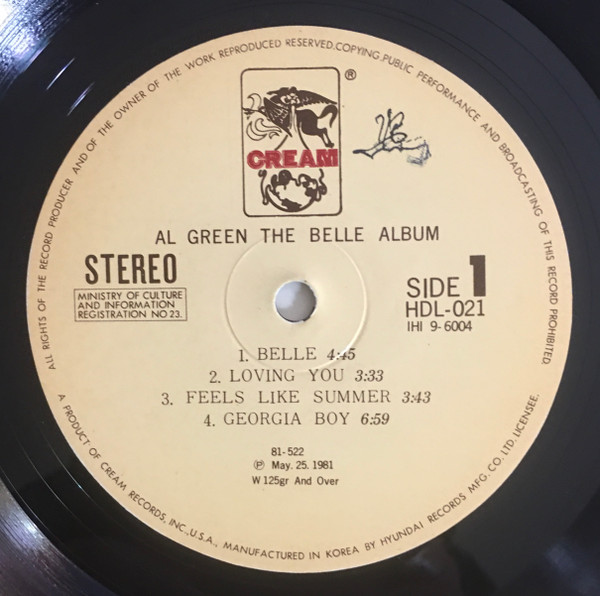 ALL RIGHTS OF THE RECORD PRODUCER AND OF THE OWNER OF THE WORK REPRODUCED RESERVED.COPYING.PUBLIC PERFORMANCE AND BROADCASTING OF THIS RECORD PROHIBITED.
®
CREAM
AL GREEN THE BELLE ALBUM
STEREO
MINISTRY OF CULTURE
AND INFORMATION
REGISTRATION NO 23.
SIDE 1
HDL-021
IHI 9-6004
1. BELLE 4:45
2. LOVING YOU 3:33
3. FEELS LIKE SUMMER 3:43
4. GEORGIA BOY 6:59
81-522
℗ May. 25. 1981
W 125gr And Over
A PRODUCT OF CREAM RECORDS, INC.,U.S.A., MANUFACTURED IN KOREA BY HYUNDAI RECORDS MFG. CO. LTD. LICENSEE.